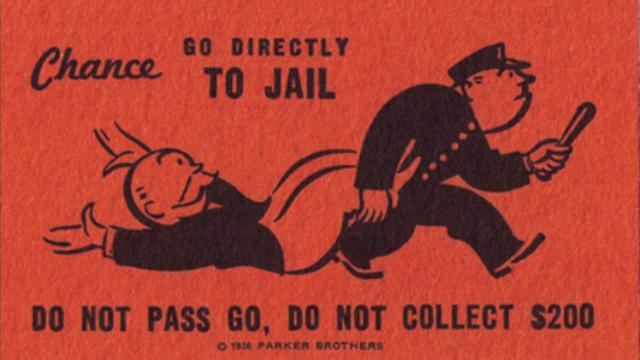 Chance
GO DIRECTLY
TO JAIL
DO NOT PASS GO, DO NOT COLLECT $200
© 1936 PARKER BROTHERS